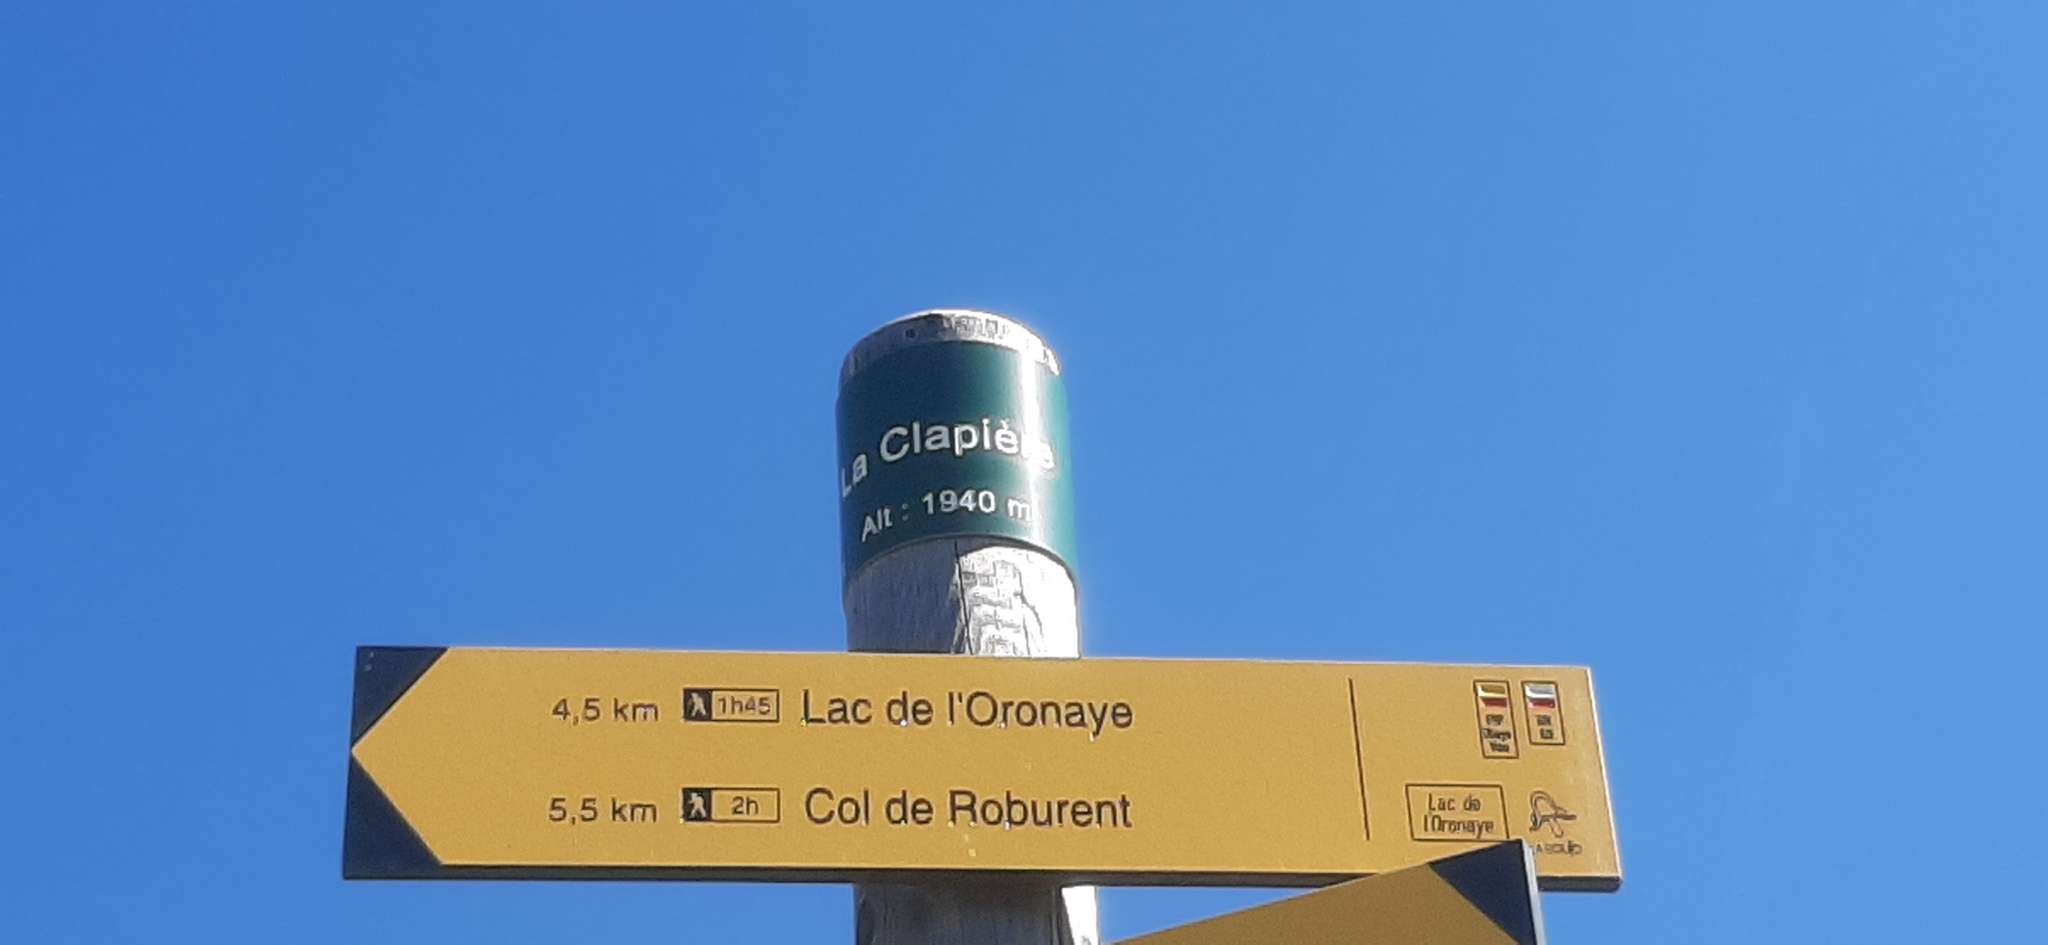 La Clapière
Alt : 1940 m
4,5 km 1h45 Lac de l'Oronaye
5,5 km 2h Col de Roburent
Lac de
l'Oronaye